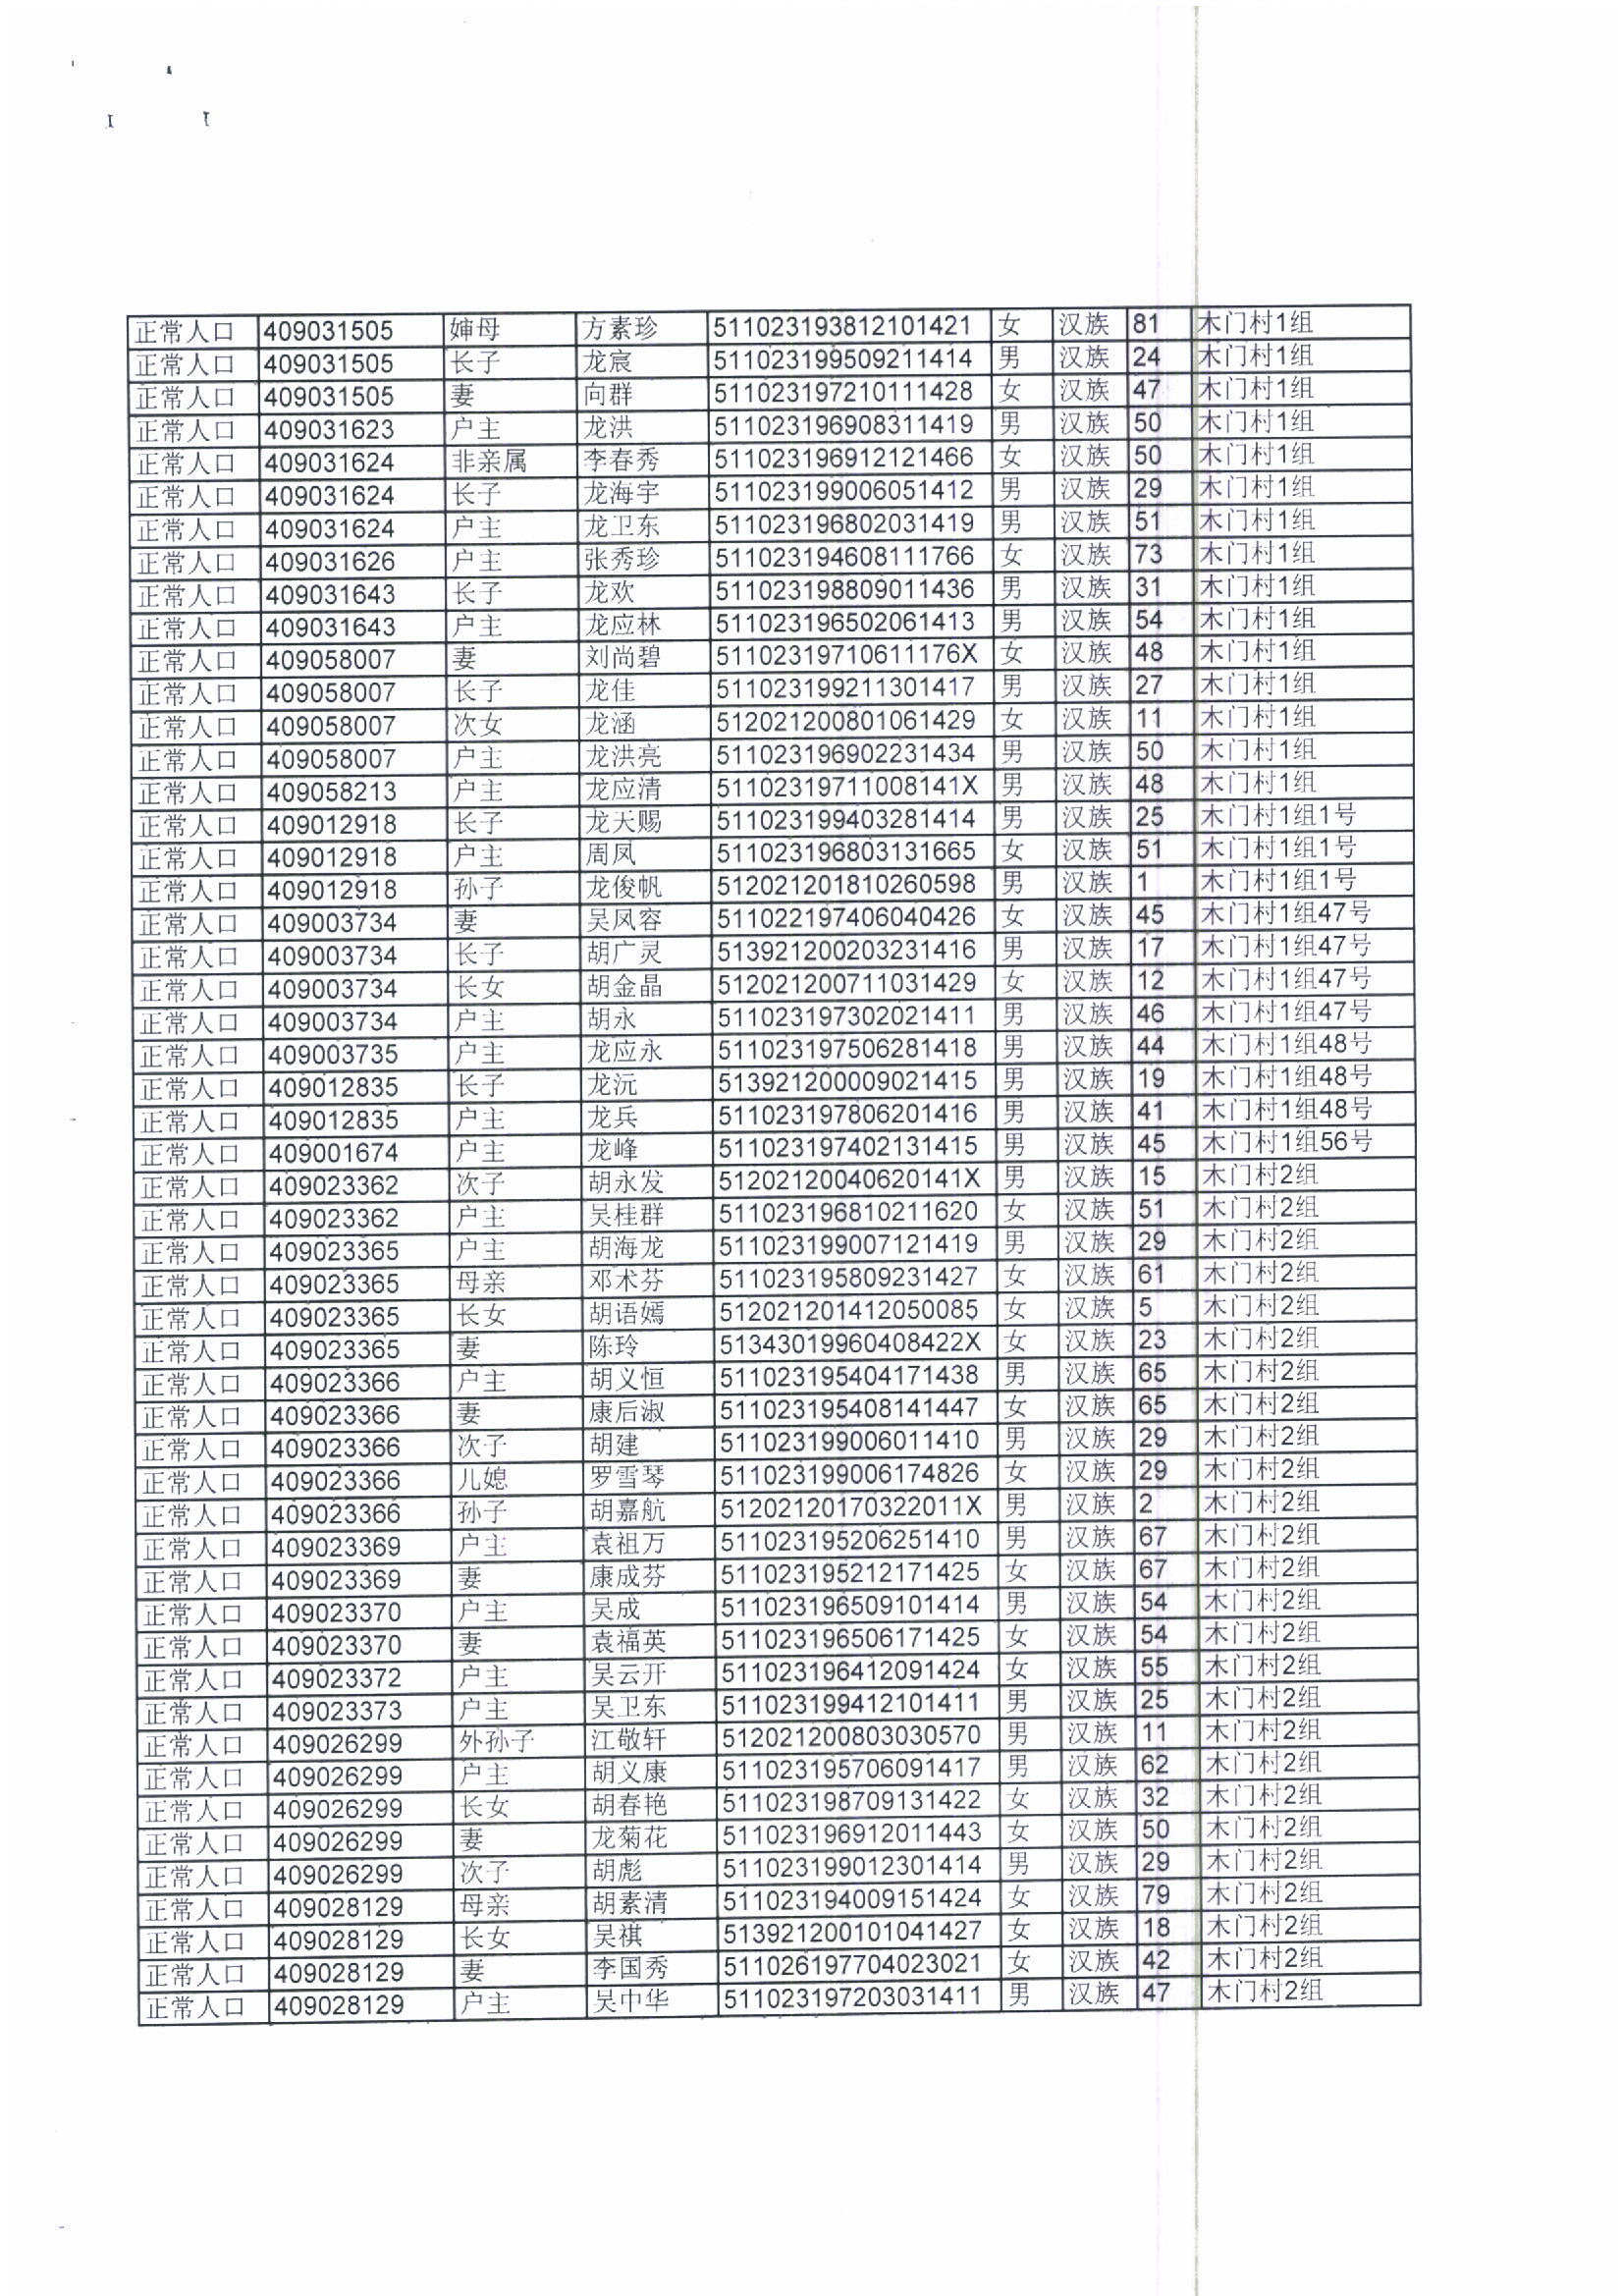 正常人口 409031505 婶母 方素珍 511023193812101421 女 汉族 81 木门村1组
正常人口 409031505 长子 龙宸 511023199509211414 男 汉族 24 木门村1组
正常人口 409031505 妻 向群 511023197210111428 女 汉族 47 木门村1组
正常人口 409031623 户主 龙洪 511023196908311419 男 汉族 50 木门村1组
正常人口 409031624 非亲属 李春秀 511023196912121466 女 汉族 50 木门村1组
正常人口 409031624 长子 龙海宇 511023199006051412 男 汉族 29 木门村1组
正常人口 409031624 户主 龙卫东 511023196802031419 男 汉族 51 木门村1组
正常人口 409031626 户主 张秀珍 511023194608111766 女 汉族 73 木门村1组
正常人口 409031643 长子 龙欢 511023198809011436 男 汉族 31 木门村1组
正常人口 409031643 户主 龙应林 511023196502061413 男 汉族 54 木门村1组
正常人口 409058007 妻 刘尚碧 51102319710611176X 女 汉族 48 木门村1组
正常人口 409058007 长子 龙佳 511023199211301417 男 汉族 27 木门村1组
正常人口 409058007 次女 龙涵 512021200801061429 女 汉族 11 木门村1组
正常人口 409058007 户主 龙洪亮 511023196902231434 男 汉族 50 木门村1组
正常人口 409058213 户主 龙应清 51102319711008141X 男 汉族 48 木门村1组
正常人口 409012918 长子 龙天赐 511023199403281414 男 汉族 25 木门村1组1号
正常人口 409012918 户主 周凤 511023196803131665 女 汉族 51 木门村1组1号
正常人口 409012918 孙子 龙俊帆 512021201810260598 男 汉族 1 木门村1组1号
正常人口 409003734 妻 吴凤容 511022197406040426 女 汉族 45 木门村1组47号
正常人口 409003734 长子 胡广灵 513921200203231416 男 汉族 17 木门村1组47号
正常人口 409003734 长女 胡金晶 512021200711031429 女 汉族 12 木门村1组47号
正常人口 409003734 户主 胡永 511023197302021411 男 汉族 46 木门村1组47号
正常人口 409003735 户主 龙应永 511023197506281418 男 汉族 44 木门村1组48号
正常人口 409012835 长子 龙沅 513921200009021415 男 汉族 19 木门村1组48号
正常人口 409012835 户主 龙兵 511023197806201416 男 汉族 41 木门村1组48号
正常人口 409001674 户主 龙峰 511023197402131415 男 汉族 45 木门村1组56号
正常人口 409023362 次子 胡永发 51202120040620141X 男 汉族 15 木门村2组
正常人口 409023362 户主 吴桂群 511023196810211620 女 汉族 51 木门村2组
正常人口 409023365 户主 胡海龙 511023199007121419 男 汉族 29 木门村2组
正常人口 409023365 母亲 邓术芬 511023195809231427 女 汉族 61 木门村2组
正常人口 409023365 长女 胡语嫣 512021201412050085 女 汉族 5 木门村2组
正常人口 409023365 妻 陈玲 51343019960408422X 女 汉族 23 木门村2组
正常人口 409023366 户主 胡义恒 511023195404171438 男 汉族 65 木门村2组
正常人口 409023366 妻 康后淑 511023195408141447 女 汉族 65 木门村2组
正常人口 409023366 次子 胡建 511023199006011410 男 汉族 29 木门村2组
正常人口 409023366 儿媳 罗雪琴 511023199006174826 女 汉族 29 木门村2组
正常人口 409023366 孙子 胡嘉航 51202120170322011X 男 汉族 2 木门村2组
正常人口 409023369 户主 袁祖万 511023195206251410 男 汉族 67 木门村2组
正常人口 409023369 妻 康成芬 511023195212171425 女 汉族 67 木门村2组
正常人口 409023370 户主 吴成 511023196509101414 男 汉族 54 木门村2组
正常人口 409023370 妻 袁福英 511023196506171425 女 汉族 54 木门村2组
正常人口 409023372 户主 吴云开 511023196412091424 女 汉族 55 木门村2组
正常人口 409023373 户主 吴卫东 511023199412101411 男 汉族 25 木门村2组
正常人口 409026299 外孙子 江敬轩 512021200803030570 男 汉族 11 木门村2组
正常人口 409026299 户主 胡义康 511023195706091417 男 汉族 62 木门村2组
正常人口 409026299 长女 胡春艳 511023198709131422 女 汉族 32 木门村2组
正常人口 409026299 妻 龙菊花 511023196912011443 女 汉族 50 木门村2组
正常人口 409026299 次子 胡彪 511023199012301414 男 汉族 29 木门村2组
正常人口 409028129 母亲 胡素清 511023194009151424 女 汉族 79 木门村2组
正常人口 409028129 长女 吴祺 513921200101041427 女 汉族 18 木门村2组
正常人口 409028129 妻 李国秀 511026197704023021 女 汉族 42 木门村2组
正常人口 409028129 户主 吴中华 511023197203031411 男 汉族 47 木门村2组